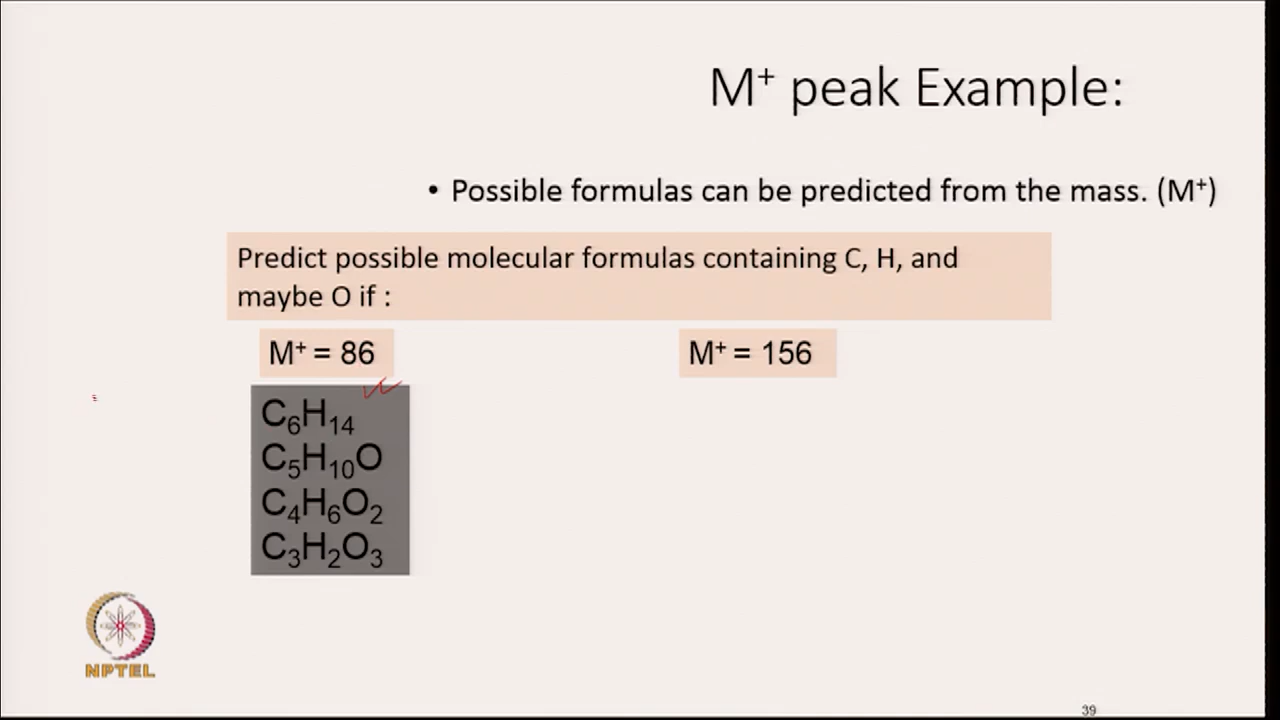 M⁺ peak Example:
• Possible formulas can be predicted from the mass. (M⁺)
Predict possible molecular formulas containing C, H, and
maybe O if :
M⁺ = 86
M⁺ = 156
C₆H₁₄
C₅H₁₀O
C₄H₆O₂
C₃H₂O₃
NPTEL
39